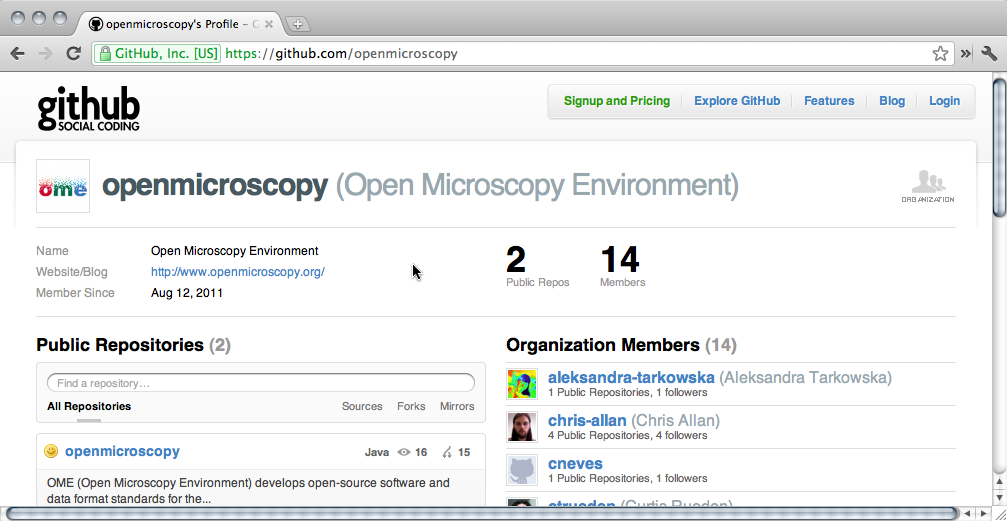 openmicroscopy's Profile – G
GitHub, Inc. [US] https://github.com/openmicroscopy
github
SOCIAL CODING
Signup and Pricing Explore GitHub Features Blog Login
ome openmicroscopy (Open Microscopy Environment)
ORGANIZATION
Name Open Microscopy Environment
Website/Blog http://www.openmicroscopy.org/
Member Since Aug 12, 2011
2 14
Public Repos Members
Public Repositories (2)
Find a repository...
All Repositories Sources Forks Mirrors
openmicroscopy Java 16 15
OME (Open Microscopy Environment) develops open-source software and
data format standards for the...
Organization Members (14)
aleksandra-tarkowska (Aleksandra Tarkowska)
1 Public Repositories, 1 followers
chris-allan (Chris Allan)
4 Public Repositories, 4 followers
cneves
1 Public Repositories, 1 followers